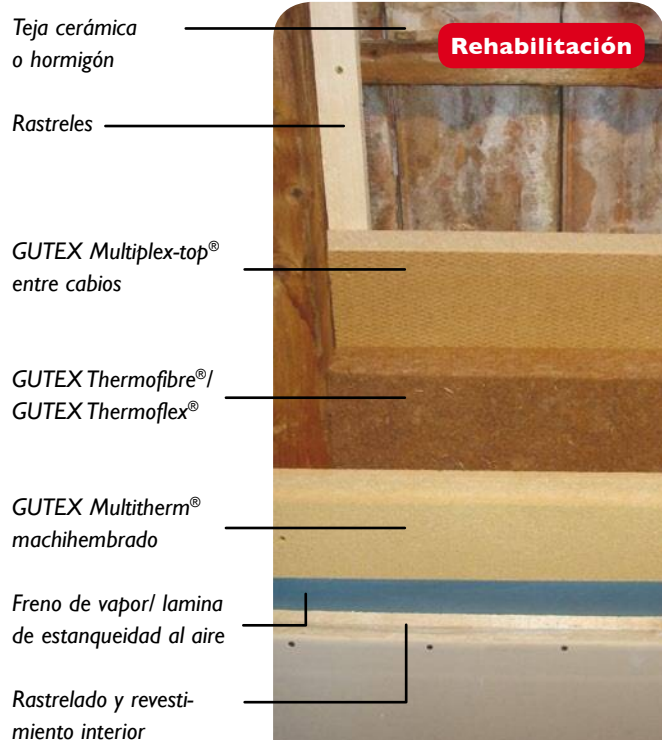 Teja cerámica
o hormigón
Rehabilitación
Rastreles
GUTEX Multiplex-top®
entre cabios
GUTEX Thermofibre®/
GUTEX Thermoflex®
GUTEX Multitherm®
machihembrado
Freno de vapor/ lamina
de estanqueidad al aire
Rastrelado y revesti-
miento interior